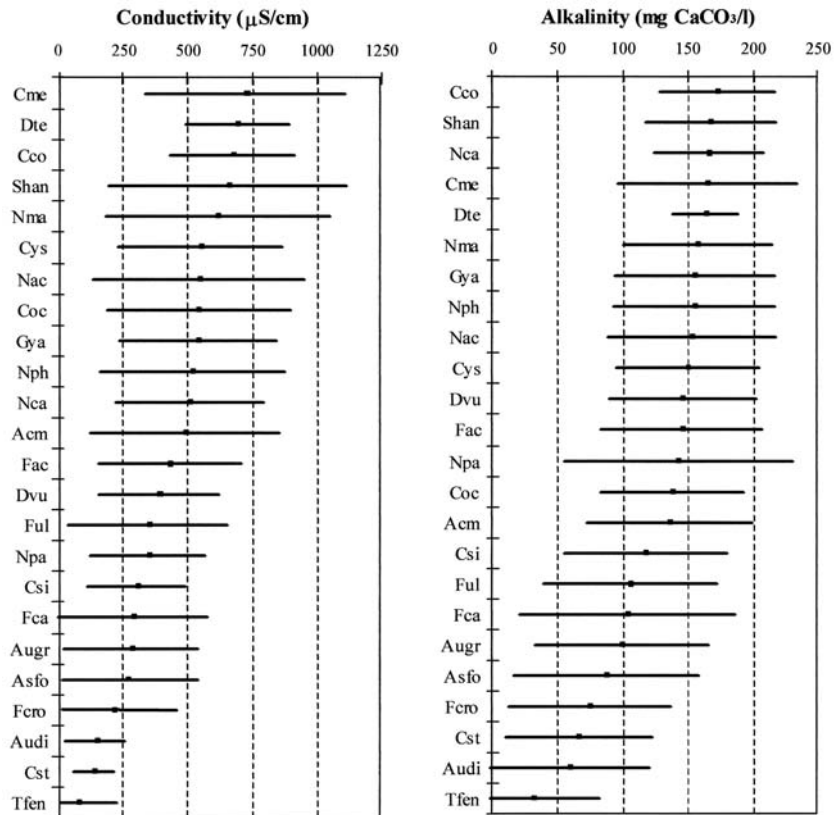 Conductivity (µS/cm)
0 250 500 750 1000 1250
Cme
Dte
Cco
Shan
Nma
Cys
Nac
Coc
Gya
Nph
Nca
Acm
Fac
Dvu
Ful
Npa
Csi
Fca
Augr
Asfo
Fcro
Audi
Cst
Tfen
Alkalinity (mg CaCO3/l)
0 50 100 150 200 250
Cco
Shan
Nca
Cme
Dte
Nma
Gya
Nph
Nac
Cys
Dvu
Fac
Npa
Coc
Acm
Csi
Ful
Fca
Augr
Asfo
Fcro
Cst
Audi
Tfen